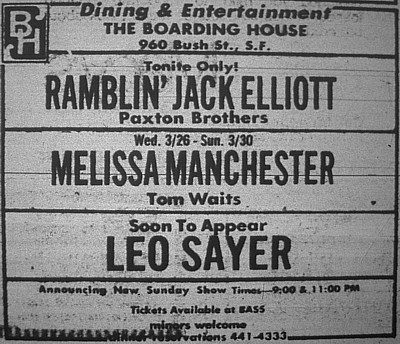 BH
Dining & Entertainment
THE BOARDING HOUSE
960 Bush St., S.F.
Tonite Only!
RAMBLIN' JACK ELLIOTT
Paxton Brothers
Wed. 3/26 - Sun. 3/30
MELISSA MANCHESTER
Tom Waits
Soon To Appear
LEO SAYER
Announcing New Sunday Show Times—9:00 & 11:00 PM
Tickets Available at BASS
minors welcome
dinner reservations 441-4333